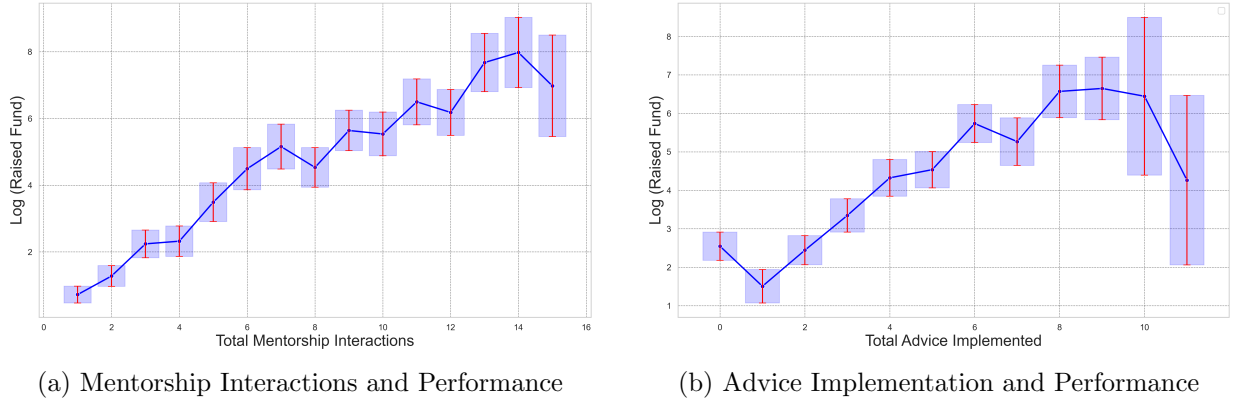 Log (Raised Fund)
8
6
4
2
0 2 4 6 8 10 12 14 16
Total Mentorship Interactions
(a) Mentorship Interactions and Performance
Log (Raised Fund)
8
7
6
5
4
3
2
1
0 2 4 6 8 10
Total Advice Implemented
(b) Advice Implementation and Performance